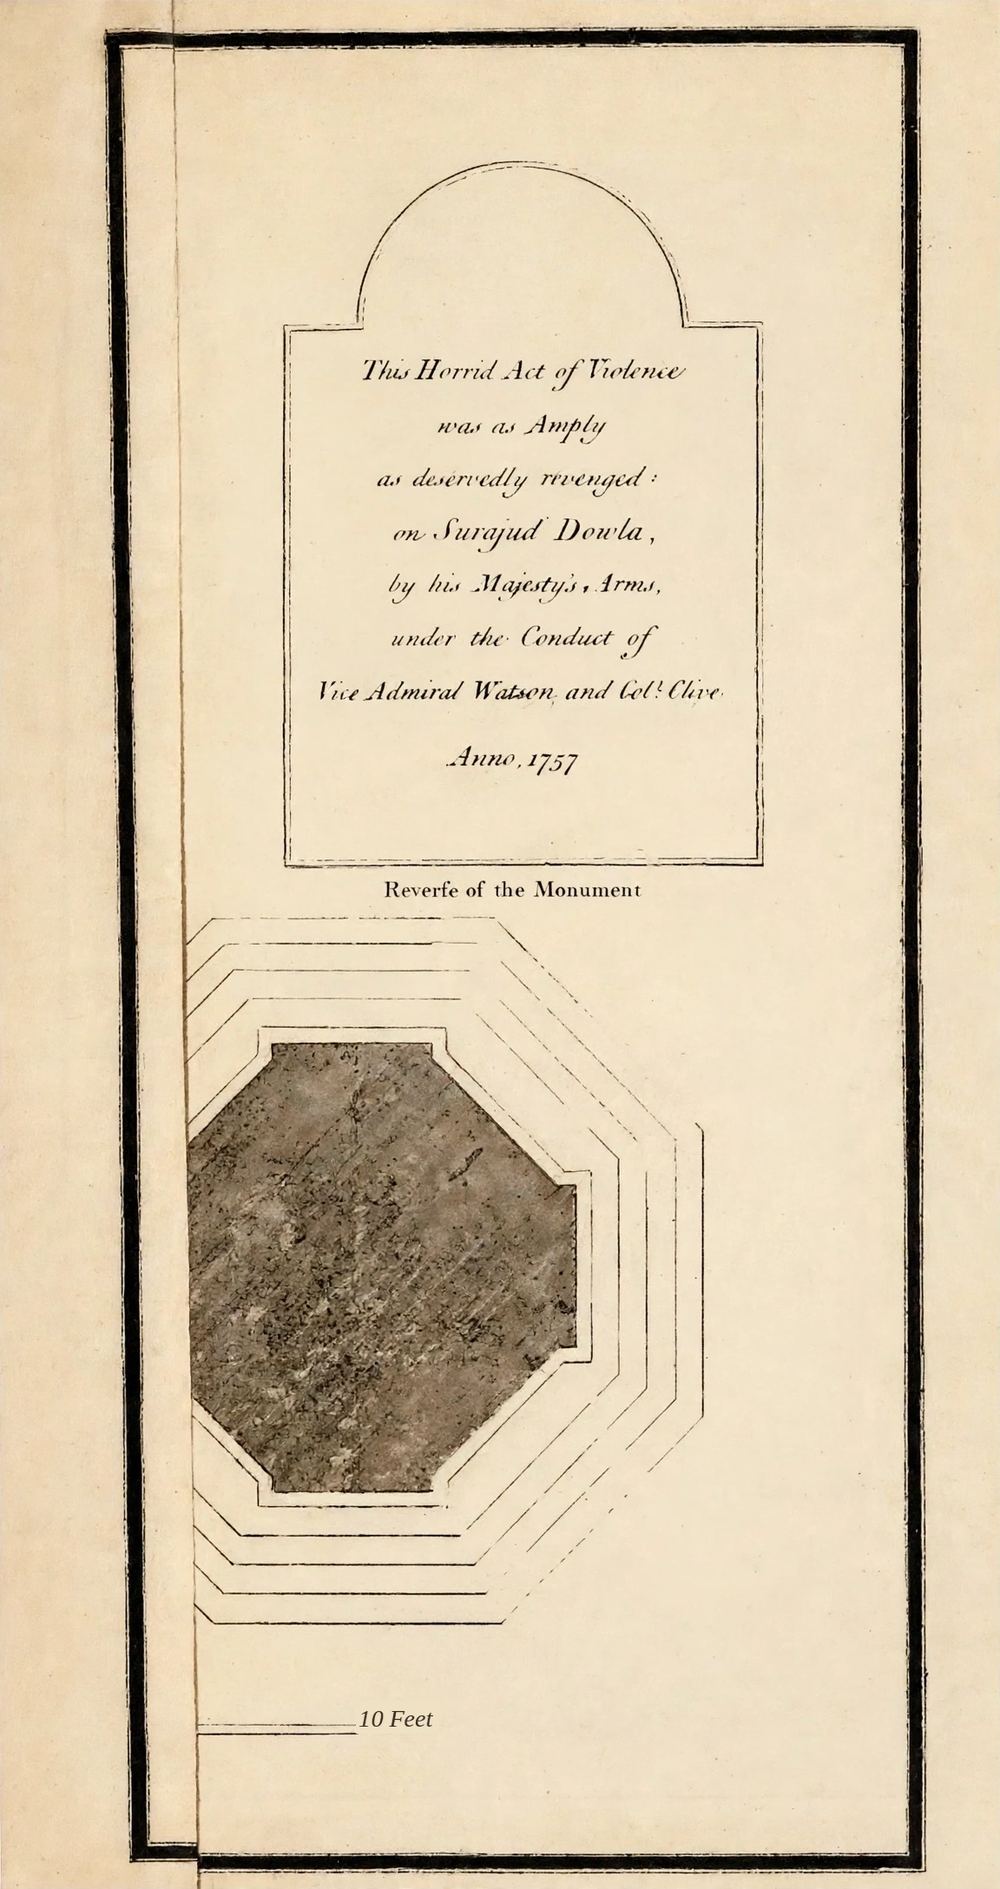 This Horrid Act of Violence
was as Amply
as deservedly revenged :
on Surajud Dowla,
by his Majesty's Arms,
under the Conduct of
Vice Admiral Watson, and Col.l Clive.
Anno, 1757
Reverfe of the Monument
10 Feet